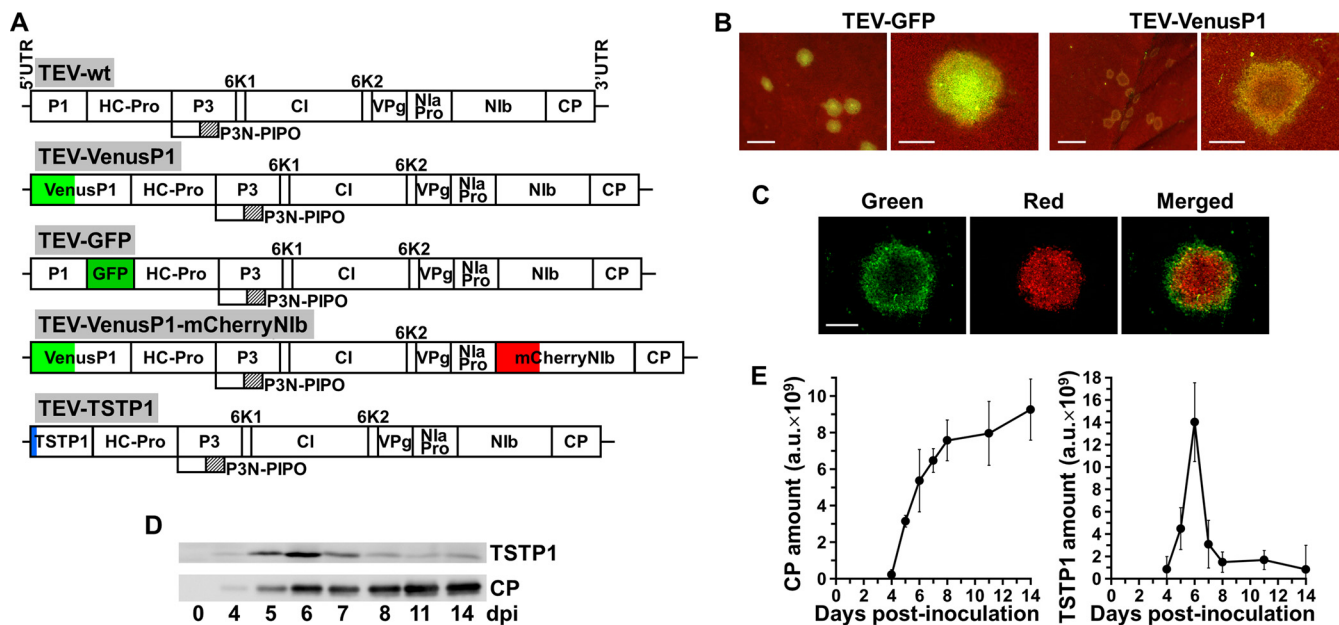 A
5'UTR
3'UTR
TEV-wt
6K1
6K2
P1
HC-Pro
P3
CI
VPg
NIa Pro
NIb
CP
P3N-PIPO
TEV-VenusP1
6K1
6K2
VenusP1
HC-Pro
P3
CI
VPg
NIa Pro
NIb
CP
P3N-PIPO
TEV-GFP
6K1
6K2
P1
GFP
HC-Pro
P3
CI
VPg
NIa Pro
NIb
CP
P3N-PIPO
TEV-VenusP1-mCherryNIb
6K1
6K2
VenusP1
HC-Pro
P3
CI
VPg
NIa Pro
mCherryNIb
CP
P3N-PIPO
TEV-TSTP1
6K1
6K2
TSTP1
HC-Pro
P3
CI
VPg
NIa Pro
NIb
CP
P3N-PIPO
B
TEV-GFP
TEV-VenusP1
C
Green
Red
Merged
D
TSTP1
CP
0 4 5 6 7 8 11 14 dpi
E
CP amount (a.u.×10⁹)
10
8
6
4
2
0
0 2 4 6 8 10 12 14
Days post-inoculation
TSTP1 amount (a.u.×10⁹)
18
16
14
12
10
8
6
4
2
0
0 2 4 6 8 10 12 14
Days post-inoculation